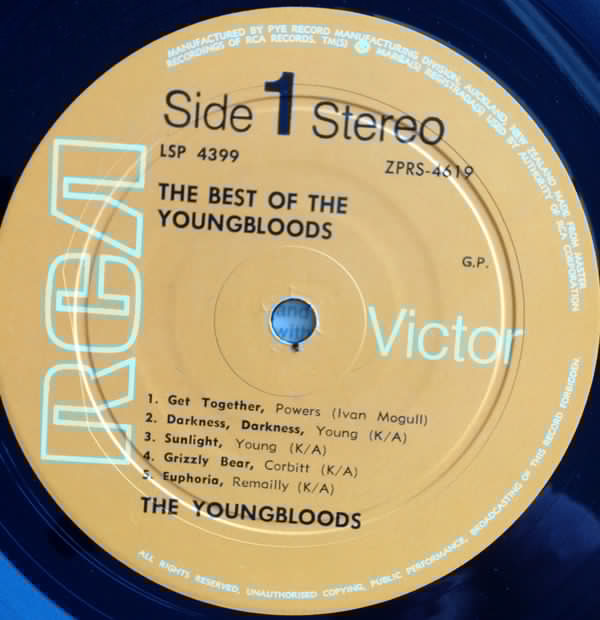 MANUFACTURED BY PYE RECORD MANUFACTURING DIVISION, AUCKLAND, NEW ZEALAND MADE FROM MASTER
RECORDINGS OF RCA RECORDS. TM(S) MARCA(S) REGISTRADA(S) USED BY AUTHORITY OF RCA CORPORATION
Side 1 Stereo
LSP 4399
ZPRS-4619
THE BEST OF THE
YOUNGBLOODS
G.P.
RCA
Victor
and
with
1. Get Together, Powers (Ivan Mogull)
2. Darkness, Darkness, Young (K/A)
3. Sunlight, Young (K/A)
4. Grizzly Bear, Corbitt (K/A)
5. Euphoria, Remailly (K/A)
THE YOUNGBLOODS
ALL RIGHTS RESERVED. UNAUTHORISED COPYING, PUBLIC PERFORMANCE, BROADCASTING OF THIS RECORD FORBIDDEN.